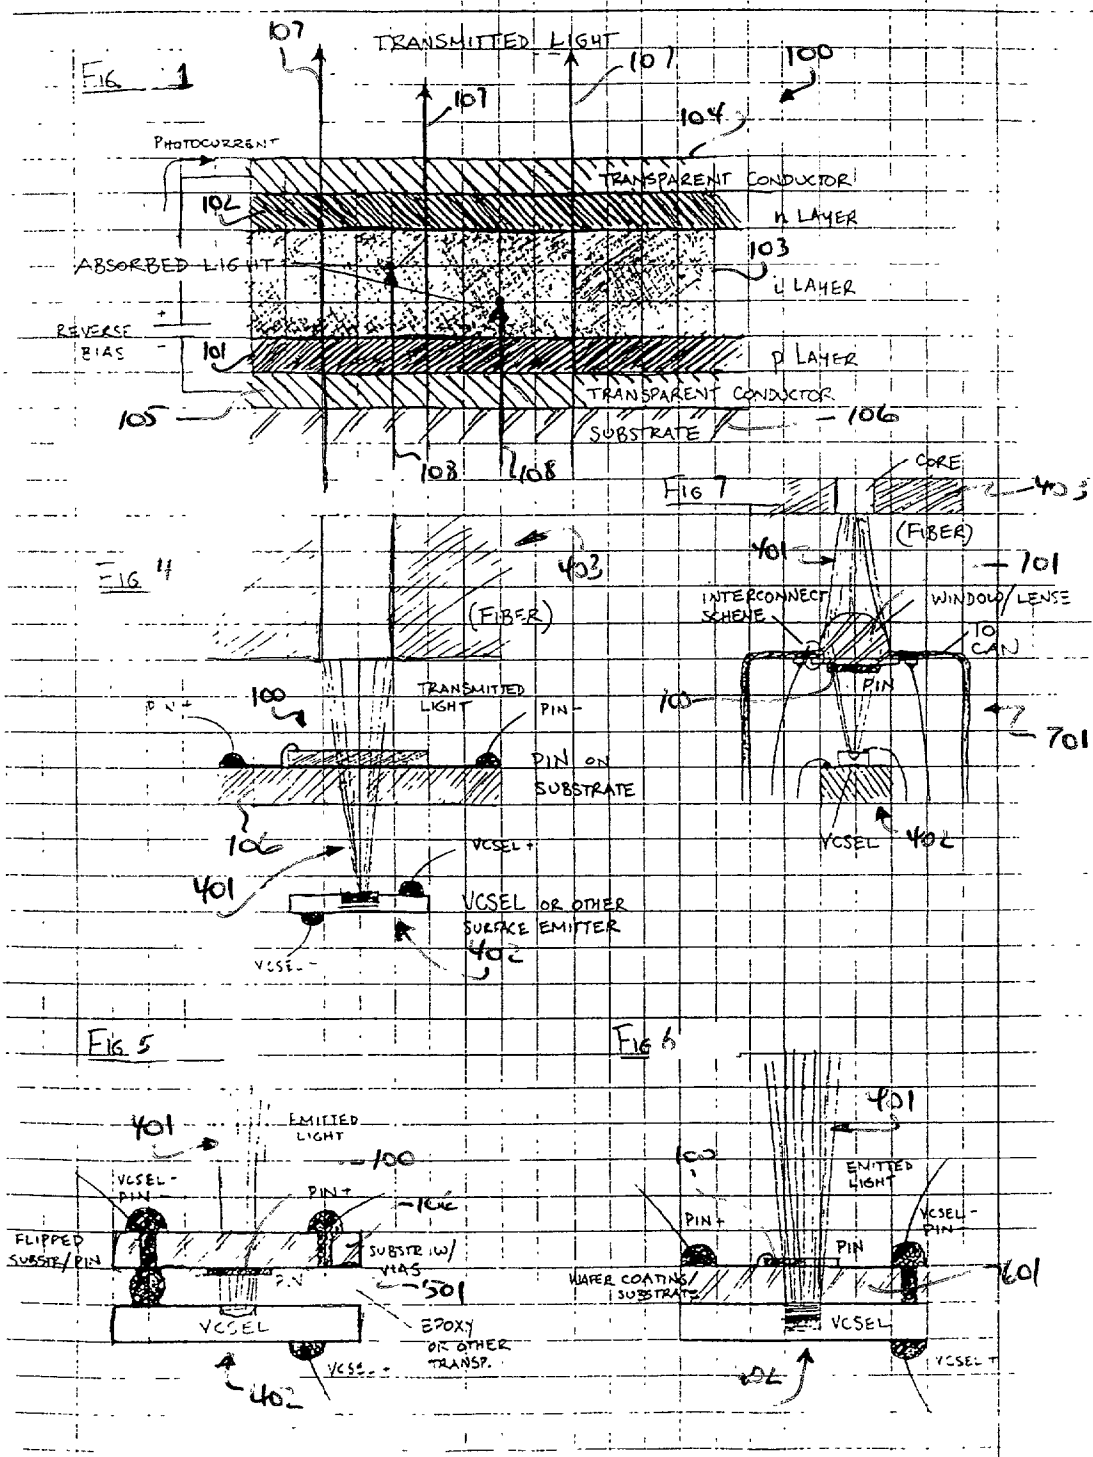 107
TRANSMITTED LIGHT
107
100
FIG 1
107
104
PHOTOCURRENT
TRANSPARENT CONDUCTOR
102
n LAYER
103
ABSORBED LIGHT
i LAYER
+
REVERSE
BIAS
-
101
p LAYER
TRANSPARENT CONDUCTOR
105
106
SUBSTRATE
108
108
FIG 7
CORE
403
(FIBER)
401
701
INTERCONNECT
SCHEME
WINDOW/LENSE
TO
CAN
PIN
100
701
VCSEL
402
FIG 4
403
(FIBER)
TRANSMITTED
LIGHT
100
PIN+
PIN-
PIN ON
SUBSTRATE
106
401
VCSEL+
VCSEL OR OTHER
SURFACE EMITTER
402
VCSEL-
FIG 5
401
EMITTED
LIGHT
100
VCSEL-
PIN-
PIN+
106
FLIPPED
SUBSTR/PIN
SUBSTR W/
VIAS
PIN
501
VCSEL
EPOXY
OR OTHER
TRANSP.
VCSEL+
402
FIG 6
401
100
EMITTED
LIGHT
PIN+
VCSEL-
PIN-
PIN
WAFER COATING/
SUBSTRATE
601
VCSEL
VCSEL+